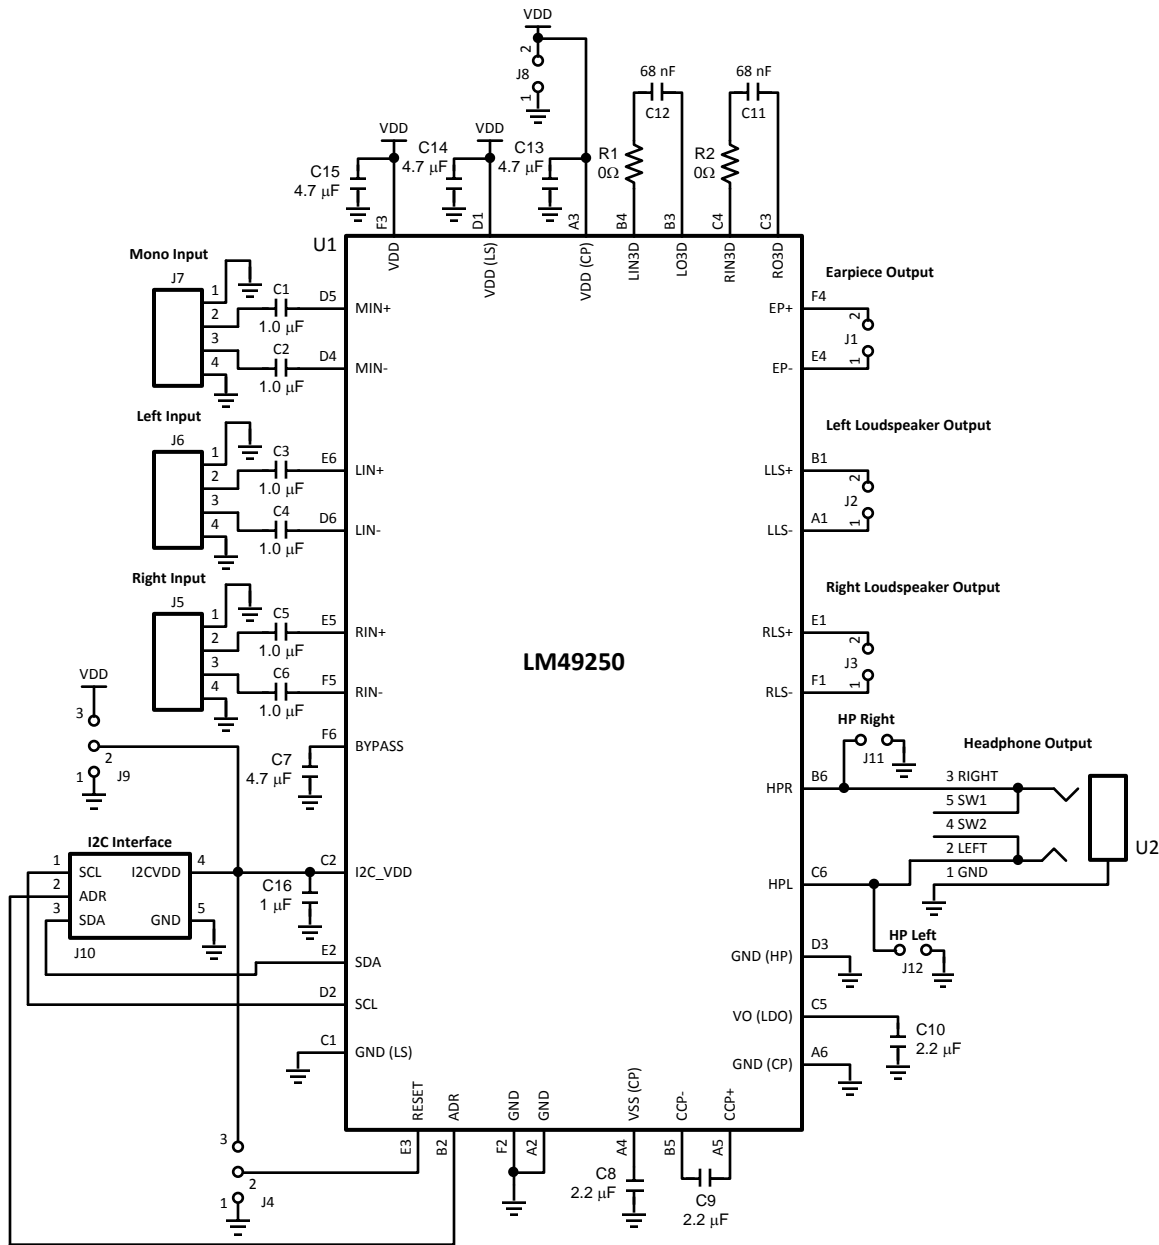 VDD
2
J8
1
68 nF
C12
68 nF
C11
VDD
VDD
C15
4.7 µF
C14
4.7 µF
C13
4.7 µF
R1
0Ω
R2
0Ω
F3
D1
A3
B4
B3
C4
C3
U1
VDD
VDD (LS)
VDD (CP)
LIN3D
LO3D
RIN3D
RO3D
Mono Input
J7
1
2
3
4
C1
1.0 µF
C2
1.0 µF
D5
MIN+
D4
MIN-
Left Input
J6
1
2
3
4
C3
1.0 µF
C4
1.0 µF
E6
LIN+
D6
LIN-
Right Input
J5
1
2
3
4
C5
1.0 µF
C6
1.0 µF
E5
RIN+
F5
RIN-
LM49250
Earpiece Output
EP+
F4
2
J1
1
EP-
E4
Left Loudspeaker Output
LLS+
B1
2
J2
1
LLS-
A1
Right Loudspeaker Output
RLS+
E1
2
J3
1
RLS-
F1
VDD
3
2
1
J9
F6
BYPASS
C7
4.7 µF
HP Right
J11
Headphone Output
HPR
B6
3 RIGHT
5 SW1
4 SW2
2 LEFT
1 GND
U2
HPL
C6
HP Left
J12
I2C Interface
1
SCL
I2CVDD
4
2
ADR
3
SDA
GND
5
J10
C2
I2C_VDD
C16
1 µF
E2
SDA
D2
SCL
C1
GND (LS)
GND (HP)
D3
VO (LDO)
C5
C10
2.2 µF
GND (CP)
A6
RESET
ADR
GND
GND
VSS (CP)
CCP-
CCP+
E3
B2
F2
A2
A4
B5
A5
3
2
1
J4
C8
2.2 µF
C9
2.2 µF